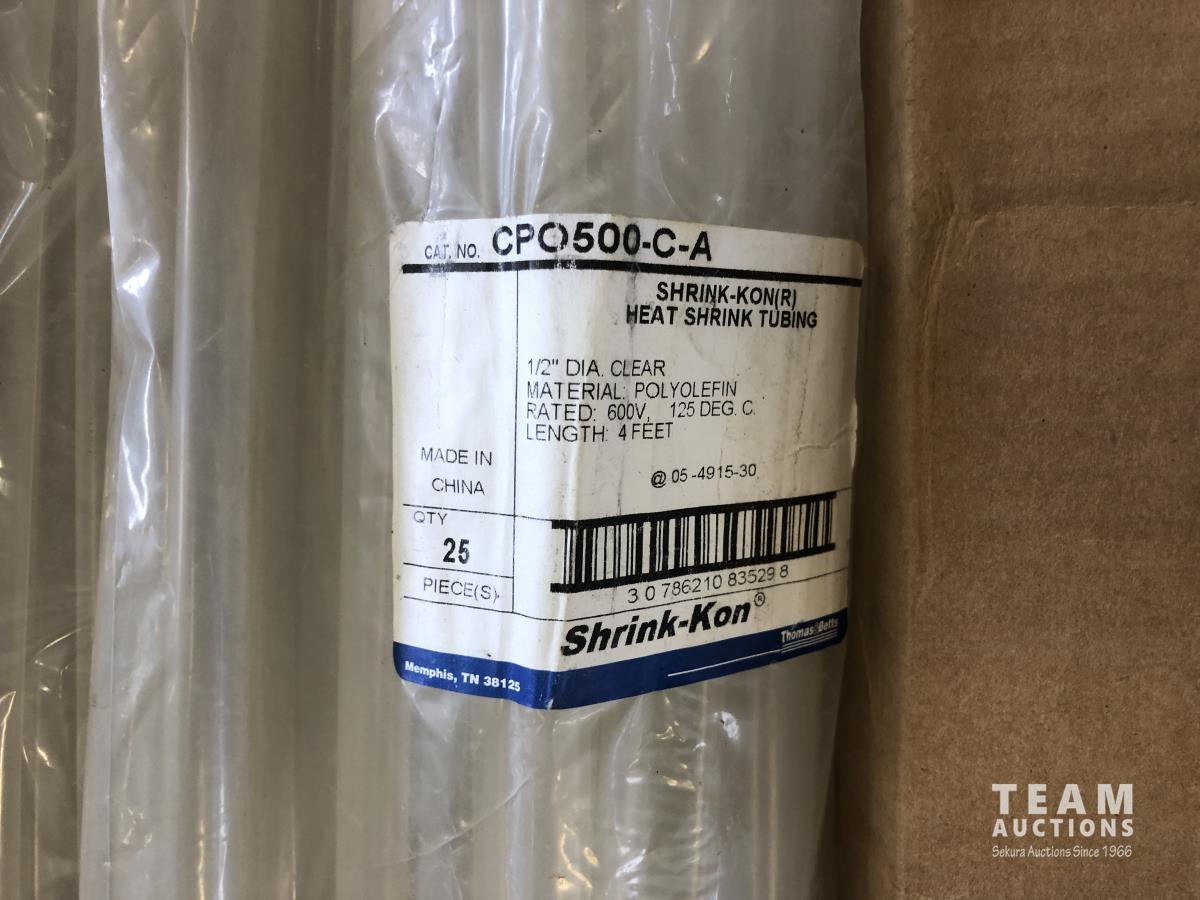 CAT. NO. CPO500-C-A
SHRINK-KON(R)
HEAT SHRINK TUBING
1/2" DIA. CLEAR
MATERIAL: POLYOLEFIN
RATED: 600V, 125 DEG. C.
LENGTH: 4 FEET
@ 05-4915-30
MADE IN
CHINA
QTY
25
PIECE(S)
3 0 786210 83529 8
Shrink-Kon®
Thomas&Betts
Memphis, TN 38125
TEAM
AUCTIONS
Sekura Auctions Since 1966